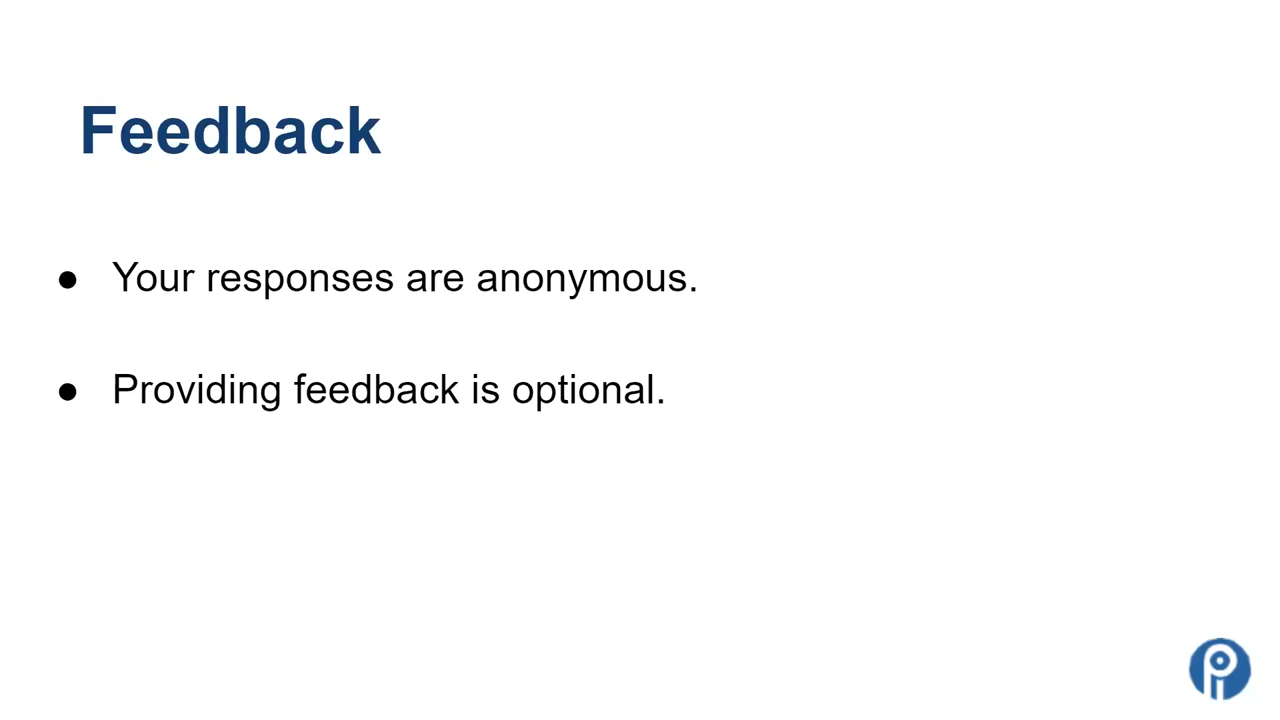 Feedback
● Your responses are anonymous.
● Providing feedback is optional.